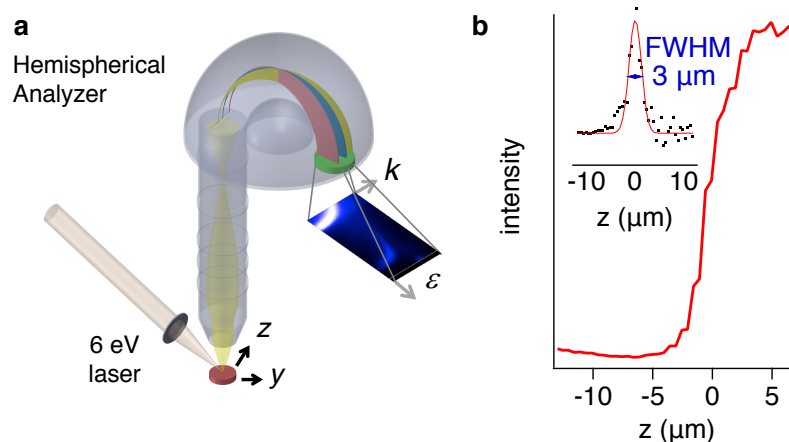 a
Hemispherical
Analyzer
k
ε
6 eV
laser
z
y
b
intensity
FWHM
3 μm
-10 0 10
z (μm)
-10 -5 0 5
z (μm)